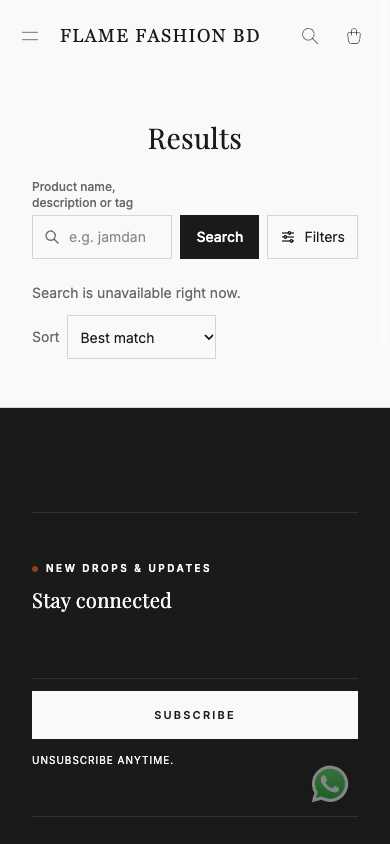 FLAME FASHION BD
Results
Product name,
description or tag
e.g. jamdan
Search
Filters
Search is unavailable right now.
Sort
Best match
NEW DROPS & UPDATES
Stay connected
SUBSCRIBE
UNSUBSCRIBE ANYTIME.